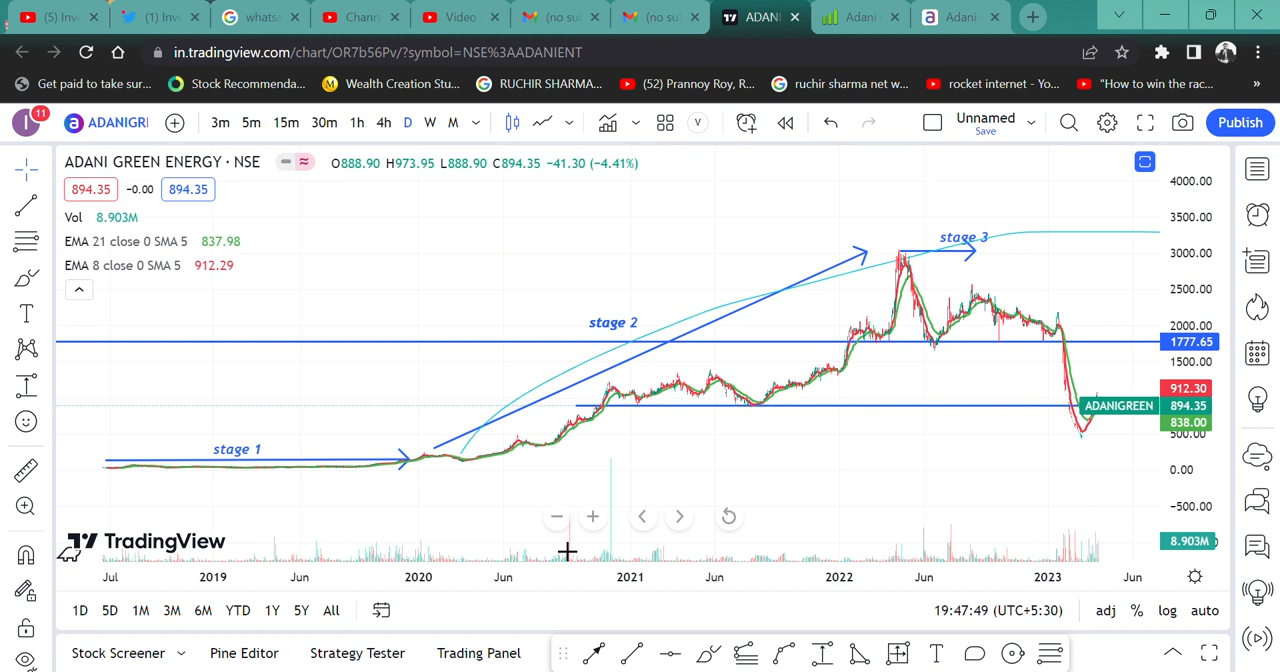 (5) Inv
(1) Inv
whatsa
Chann
Video
(no sul
(no sul
ADANI
Adani
Adani
in.tradingview.com/chart/OR7b56Pv/?symbol=NSE%3AADANIENT
Get paid to take sur...
Stock Recommenda...
Wealth Creation Stu...
RUCHIR SHARMA...
(52) Prannoy Roy, R...
ruchir sharma net w...
rocket internet - Yo...
"How to win the rac...
»
I
11
ADANIGRI
3m 5m 15m 30m 1h 4h D W M
V
Unnamed
Save
Publish
ADANI GREEN ENERGY · NSE
O888.90 H973.95 L888.90 C894.35 −41.30 (−4.41%)
894.35 -0.00 894.35
Vol 8.903M
EMA 21 close 0 SMA 5 837.98
EMA 8 close 0 SMA 5 912.29
4000.00
3500.00
3000.00
2500.00
2000.00
1777.65
1500.00
912.30
ADANIGREEN 894.35
838.00
500.00
0.00
−500.00
8.903M
stage 3
stage 2
stage 1
TradingView
Jul 2019 Jun 2020 Jun 2021 Jun 2022 Jun 2023 Jun
1D 5D 1M 3M 6M YTD 1Y 5Y All
19:47:49 (UTC+5:30) adj % log auto
Stock Screener Pine Editor Strategy Tester Trading Panel